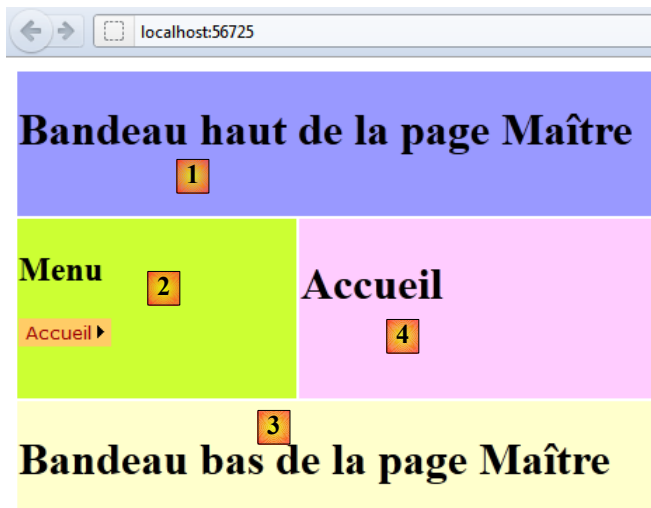 localhost:56725
Bandeau haut de la page Maître
1
Menu
2
Accueil
Accueil
4
3
Bandeau bas de la page Maître